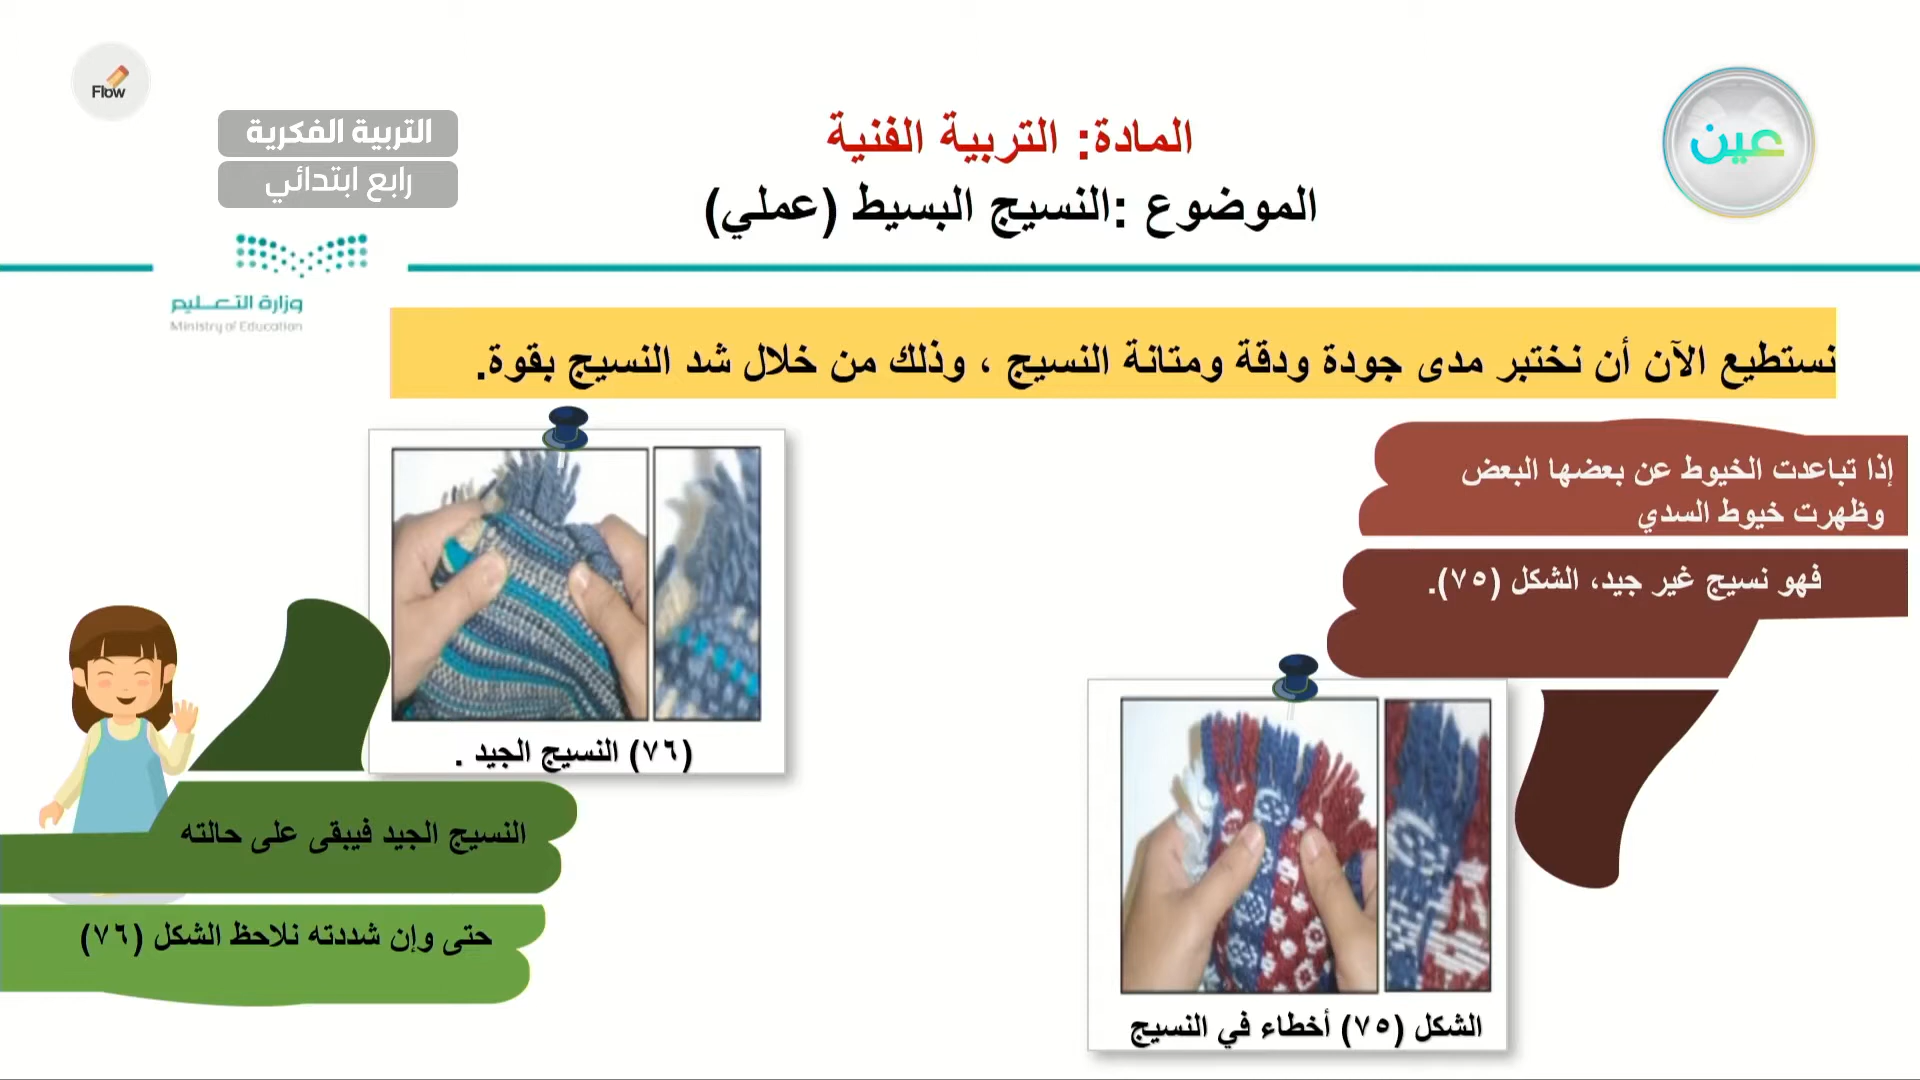 Flow
التربية الفكرية
رابع ابتدائي
المادة: التربية الفنية
الموضوع :النسيج البسيط (عملي)
عين
وزارة التعليم
Ministry of Education
نستطيع الآن أن نختبر مدى جودة ودقة ومتانة النسيج ، وذلك من خلال شد النسيج بقوة.
إذا تباعدت الخيوط عن بعضها البعض
وظهرت خيوط السدي
فهو نسيج غير جيد، الشكل (٧٥).
الشكل (٧٥) أخطاء في النسيج
(٧٦) النسيج الجيد .
النسيج الجيد فيبقى على حالته
حتى وإن شددته نلاحظ الشكل (٧٦)